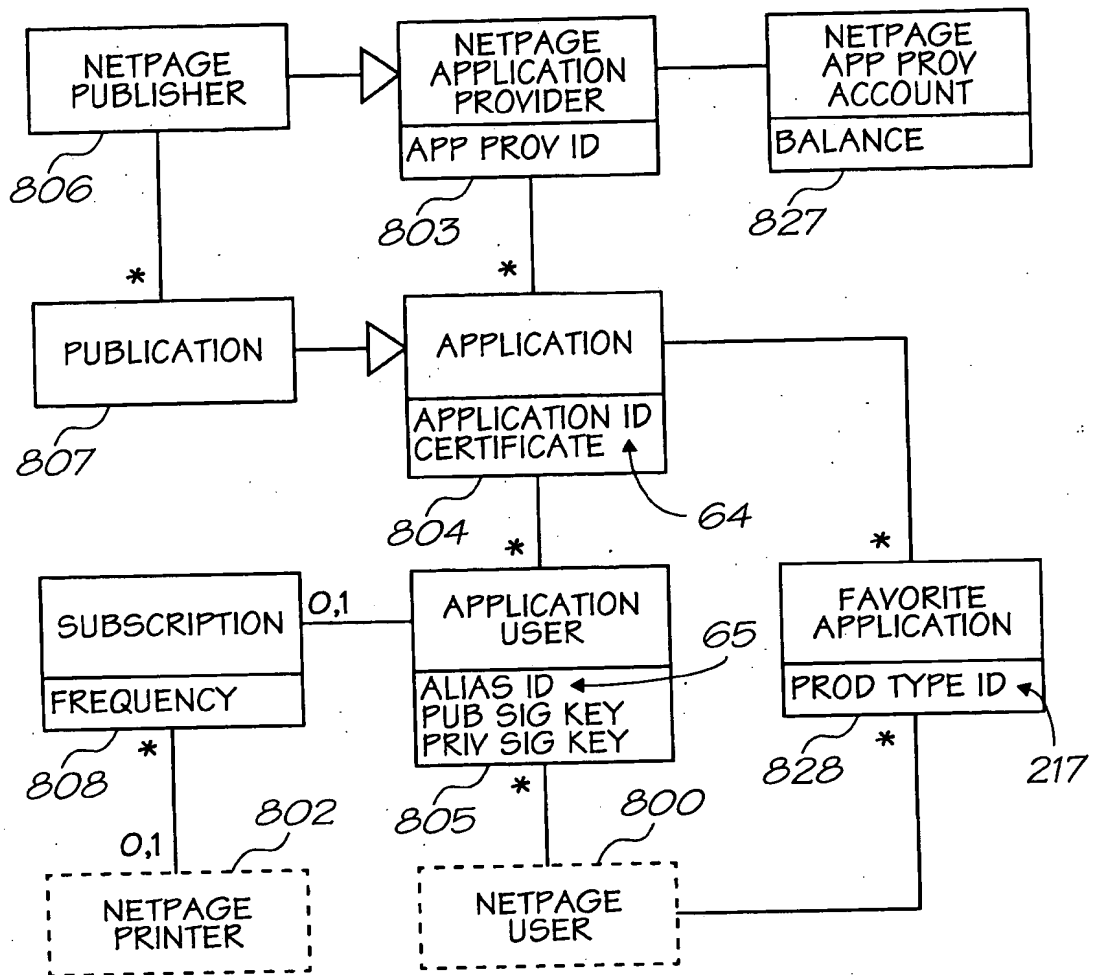 NETPAGE
PUBLISHER
806
NETPAGE
APPLICATION
PROVIDER
APP PROV ID
803
NETPAGE
APP PROV
ACCOUNT
BALANCE
827
*
*
PUBLICATION
807
APPLICATION
APPLICATION ID
CERTIFICATE
804
64
*
*
SUBSCRIPTION
FREQUENCY
808
0,1
APPLICATION
USER
ALIAS ID
PUB SIG KEY
PRIV SIG KEY
805
65
FAVORITE
APPLICATION
PROD TYPE ID
828
217
*
*
*
0,1
802
NETPAGE
PRINTER
800
NETPAGE
USER